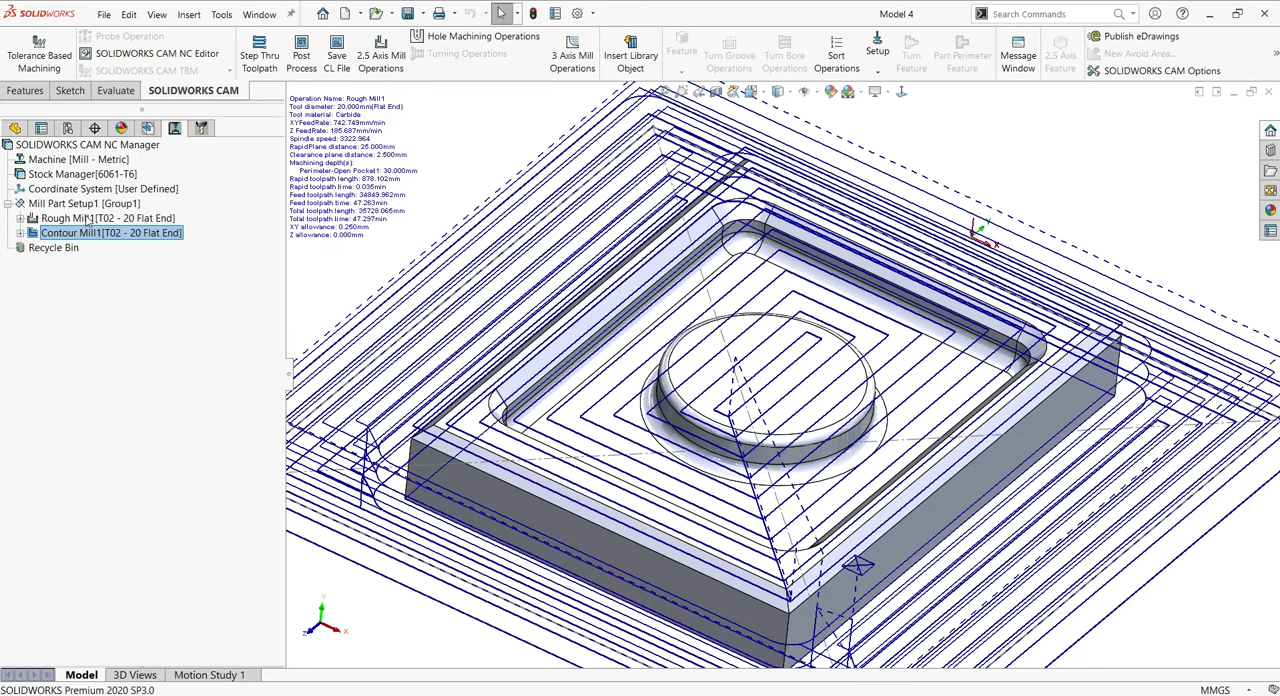 SOLIDWORKS File Edit View Insert Tools Window Model 4 Search Commands
Tolerance Based Machining
Probe Operation
SOLIDWORKS CAM NC Editor
SOLIDWORKS CAM TBM
Step Thru Toolpath
Post Process
Save CL File
2.5 Axis Mill Operations
Hole Machining Operations
Turning Operations
3 Axis Mill Operations
Insert Library Object
Feature
Turn Groove Operations
Turn Bore Operations
Sort Operations
Setup
Turn Feature
Part Perimeter Feature
Message Window
2.5 Axis Feature
Publish eDrawings
New Avoid Area...
SOLIDWORKS CAM Options
Features Sketch Evaluate SOLIDWORKS CAM
SOLIDWORKS CAM NC Manager
Machine [Mill - Metric]
Stock Manager[6061-T6]
Coordinate System [User Defined]
Mill Part Setup1 [Group1]
Rough Mill1[T02 - 20 Flat End]
Contour Mill1[T02 - 20 Flat End]
Recycle Bin
Operation Name: Rough Mill1
Tool diameter: 20.000mm(Flat End)
Tool material: Carbide
XYFeedRate: 742.749mm/min
Z FeedRate: 185.687mm/min
Spindle speed: 3322.964
RapidPlane distance: 25.000mm
Clearance plane distance: 2.500mm
Machining depth(s):
Perimeter-Open Pocket1: 30.000mm
Rapid toolpath length: 878.102mm
Rapid toolpath time: 0.035min
Feed toolpath length: 34849.962mm
Feed toolpath time: 47.263min
Total toolpath length: 35728.065mm
Total toolpath time: 47.297min
XY allowance: 0.250mm
Z allowance: 0.000mm
Y
X
Y
Z
X
Model 3D Views Motion Study 1
SOLIDWORKS Premium 2020 SP3.0 MMGS